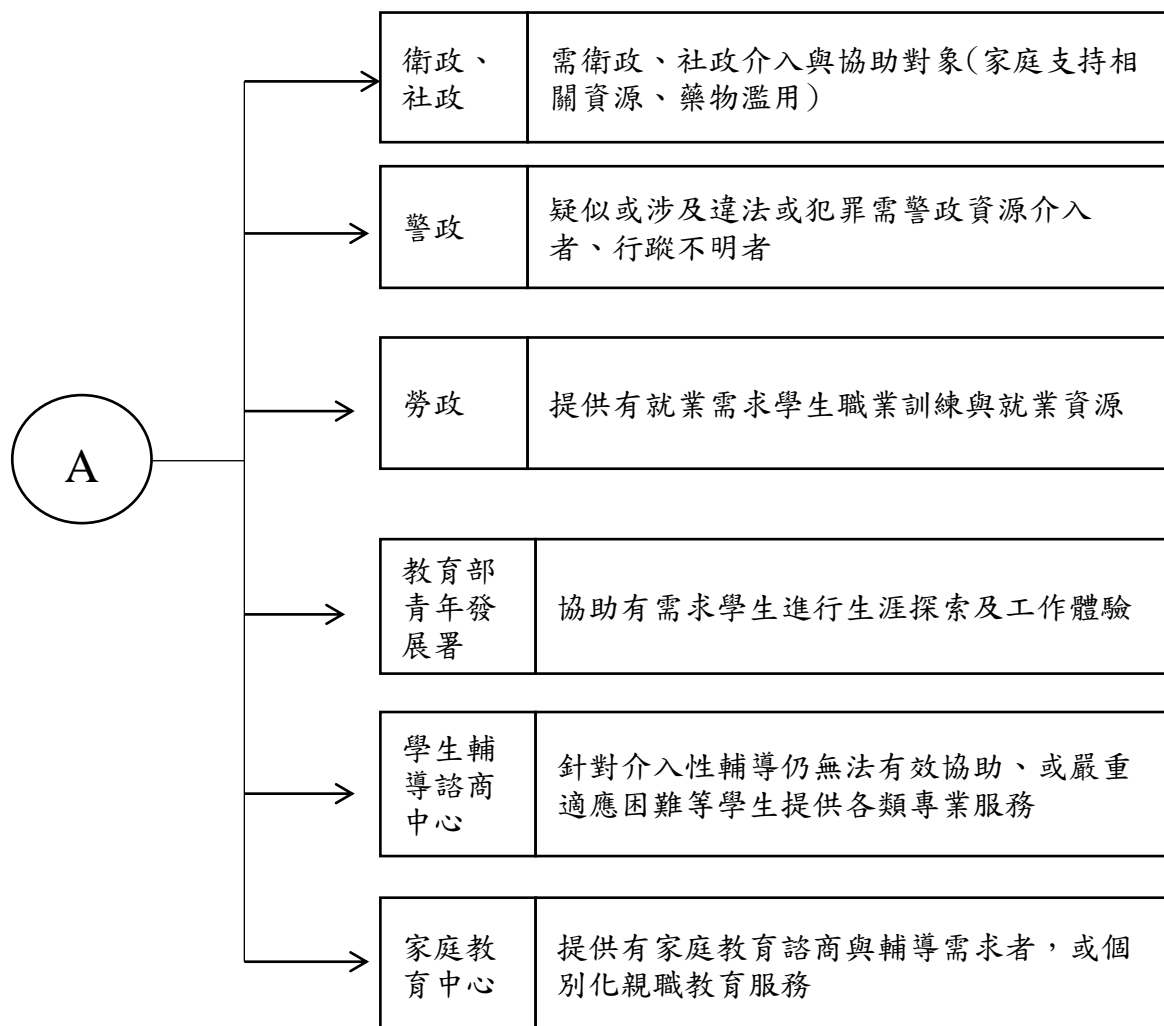 衛政、
社政
需衛政、社政介入與協助對象(家庭支持相
關資源、藥物濫用)
警政
疑似或涉及違法或犯罪需警政資源介入
者、行蹤不明者
勞政
提供有就業需求學生職業訓練與就業資源
A
教育部
青年發
展署
協助有需求學生進行生涯探索及工作體驗
學生輔
導諮商
中心
針對介入性輔導仍無法有效協助、或嚴重
適應困難等學生提供各類專業服務
家庭教
育中心
提供有家庭教育諮商與輔導需求者，或個
別化親職教育服務